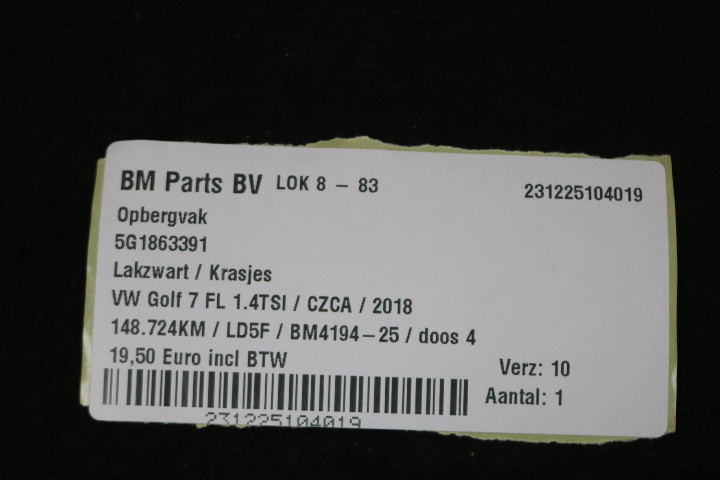 BM Parts BV LOK 8 - 83 231225104019
Opbergvak
5G1863391
Lakzwart / Krasjes
VW Golf 7 FL 1.4TSI / CZCA / 2018
148.724KM / LD5F / BM4194-25 / doos 4
19,50 Euro incl BTW Verz: 10
Aantal: 1
231225104019